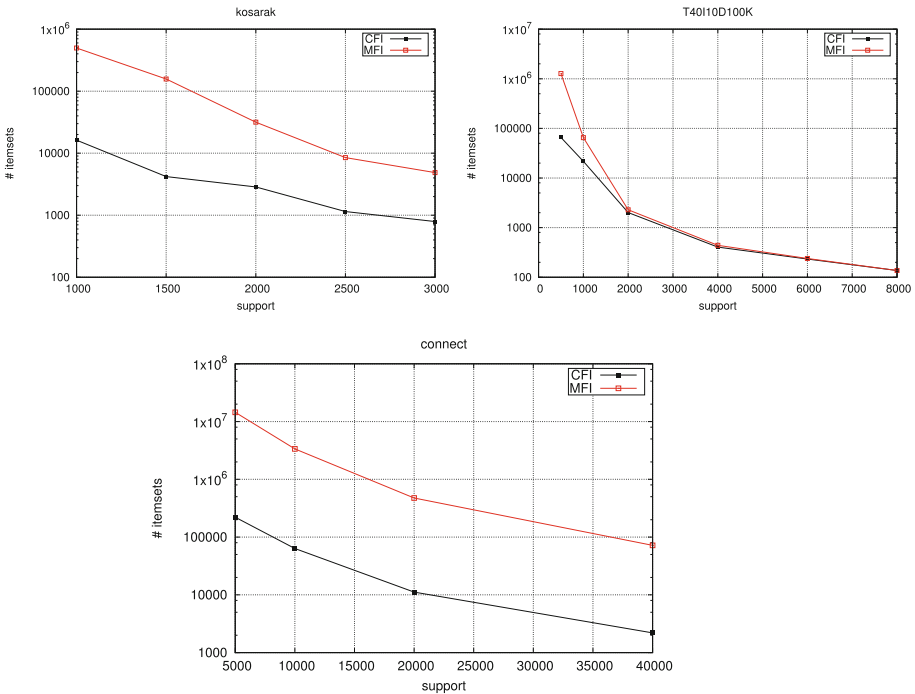 kosarak
1x10^6
100000
10000
1000
100
# itemsets
CFI
MFI
1000 1500 2000 2500 3000
support
T40I10D100K
1x10^7
1x10^6
100000
10000
1000
100
# itemsets
CFI
MFI
0 1000 2000 3000 4000 5000 6000 7000 8000
support
connect
1x10^8
1x10^7
1x10^6
100000
10000
1000
# itemsets
CFI
MFI
5000 10000 15000 20000 25000 30000 35000 40000
support